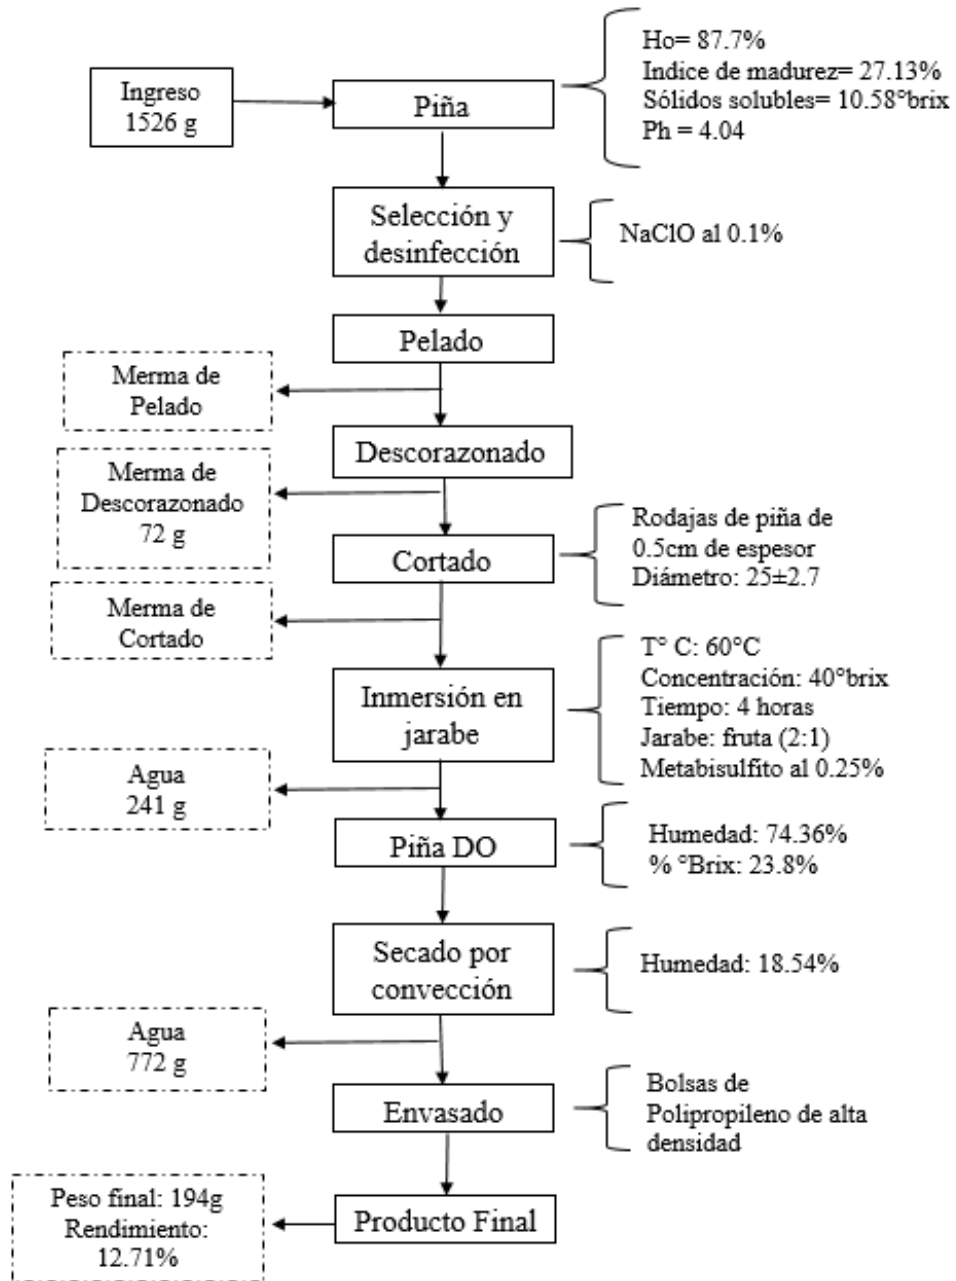 Ingreso
1526 g
Piña
Ho= 87.7%
Indice de madurez= 27.13%
Sólidos solubles= 10.58°brix
Ph = 4.04
Selección y
desinfección
NaClO al 0.1%
Pelado
Merma de
Pelado
Descorazonado
Merma de
Descorazonado
72 g
Cortado
Rodajas de piña de
0.5cm de espesor
Diámetro: 25±2.7
Merma de
Cortado
Inmersión en
jarabe
T° C: 60°C
Concentración: 40°brix
Tiempo: 4 horas
Jarabe: fruta (2:1)
Metabisulfito al 0.25%
Agua
241 g
Piña DO
Humedad: 74.36%
% °Brix: 23.8%
Secado por
convección
Humedad: 18.54%
Agua
772 g
Envasado
Bolsas de
Polipropileno de alta
densidad
Producto Final
Peso final: 194g
Rendimiento:
12.71%